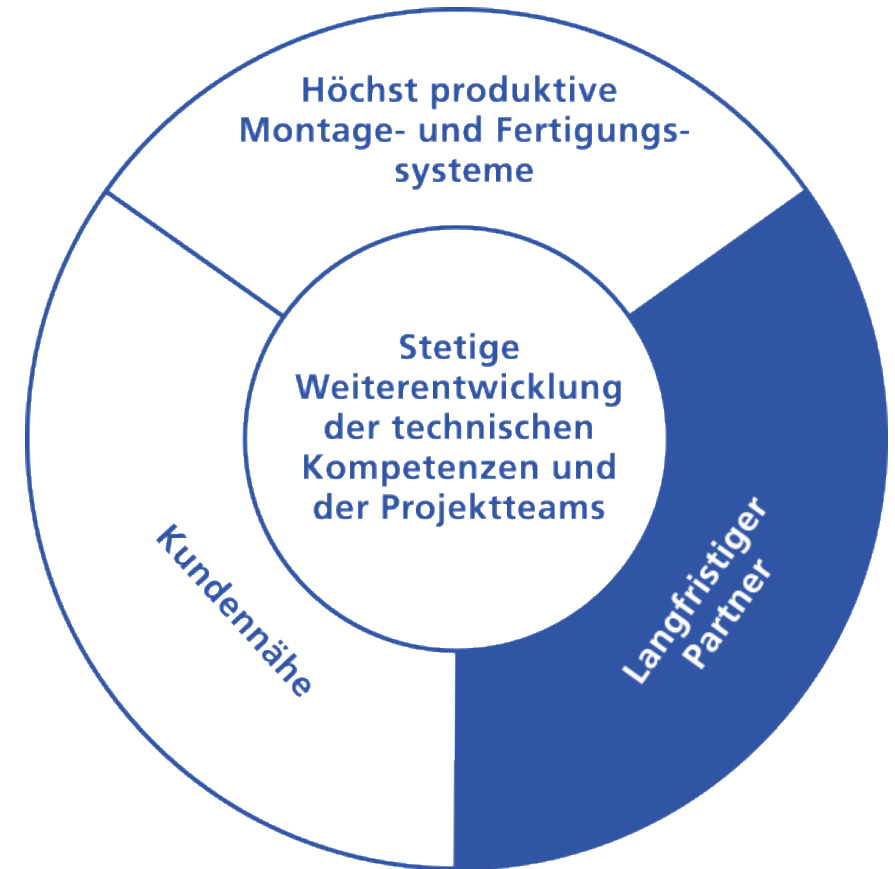 Höchst produktive
Montage- und Fertigungs-
systeme
Stetige
Weiterentwicklung
der technischen
Kompetenzen und
der Projektteams
Kundennähe
Langfristiger
Partner